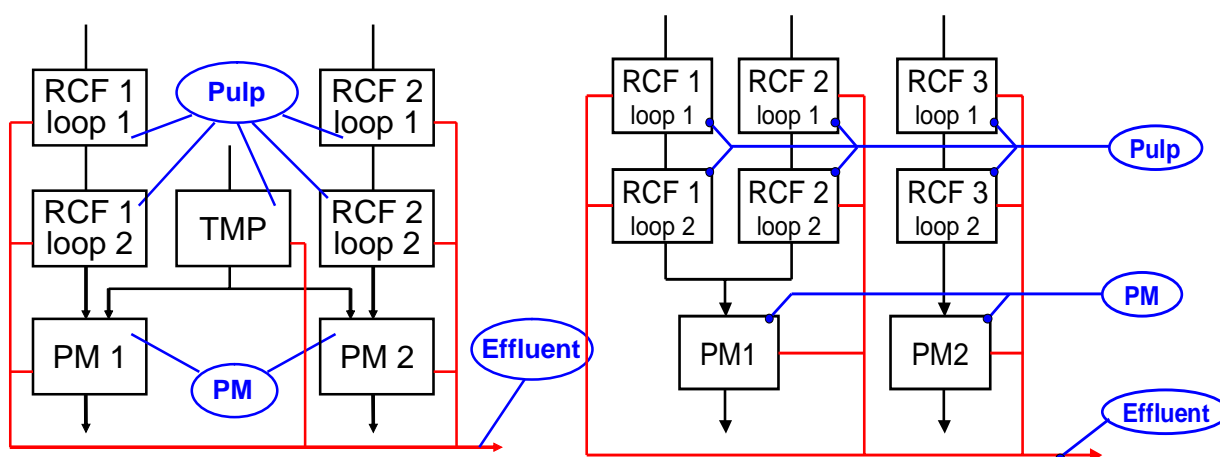 RCF 1
loop 1
Pulp
RCF 2
loop 1
RCF 1
loop 2
TMP
RCF 2
loop 2
PM 1
PM 2
PM
Effluent
RCF 1
loop 1
RCF 2
loop 1
RCF 3
loop 1
Pulp
RCF 1
loop 2
RCF 2
loop 2
RCF 3
loop 2
PM
PM1
PM2
Effluent